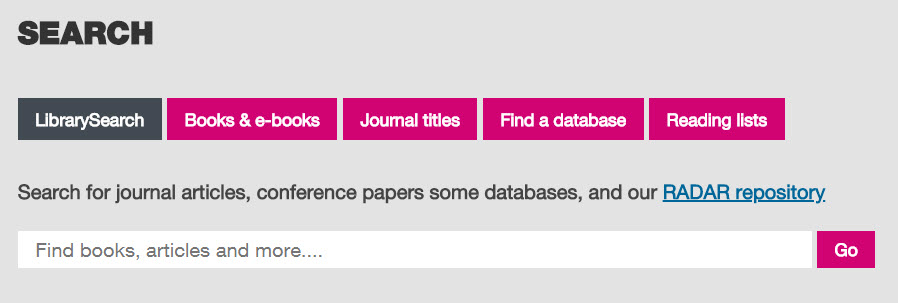 SEARCH
LibrarySearch Books & e-books Journal titles Find a database Reading lists
Search for journal articles, conference papers some databases, and our RADAR repository
Find books, articles and more.... Go